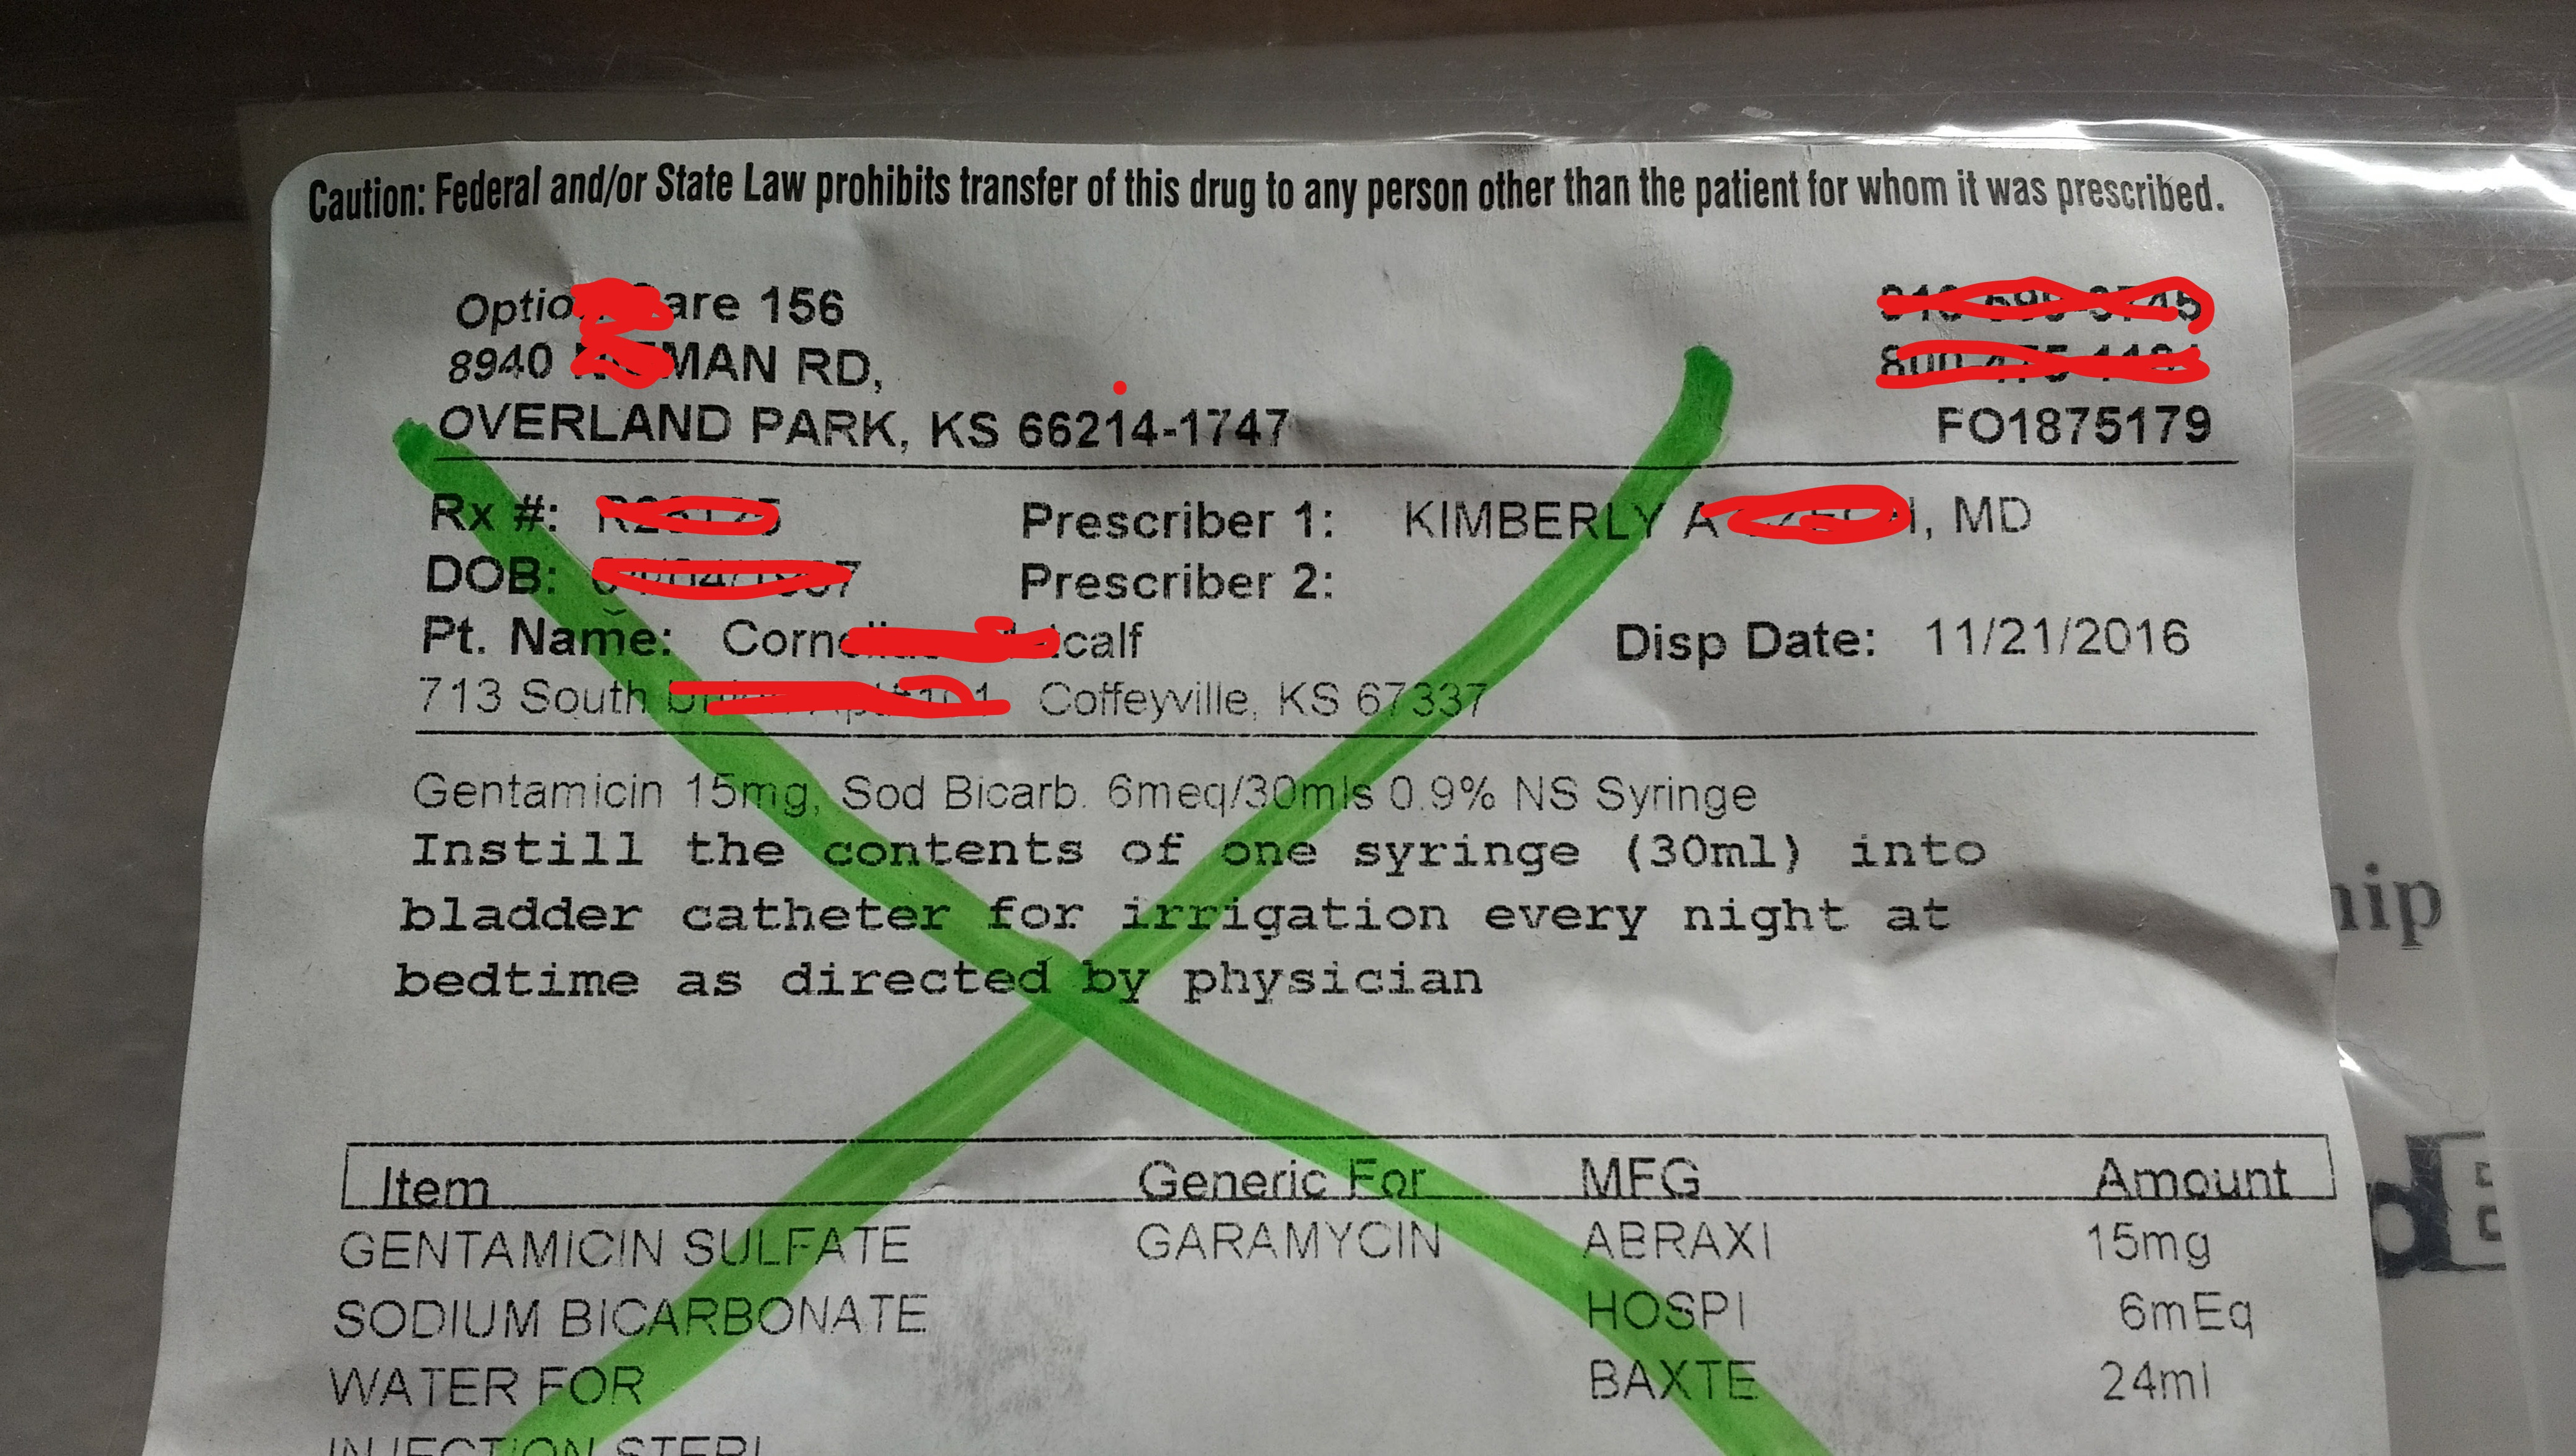 Caution: Federal and/or State Law prohibits transfer of this drug to any person other than the patient for whom it was prescribed.
156
8940 RD,
OVERLAND PARK, KS 66214-1747
FO1875179
Rx #: Prescriber 1: KIMBERLY A , MD
DOB: Prescriber 2:
Pt. Name: Disp Date: 11/21/2016
713 South Coffeyville, KS 67337
Gentamicin 15mg, Sod Bicarb. 6meq/30mls 0.9% NS Syringe
Instill the contents of one syringe (30ml) into
bladder catheter for irrigation every night at
bedtime as directed by physician
Item Generic For MFG Amount
GENTAMICIN SULFATE GARAMYCIN ABRAXI 15mg
SODIUM BICARBONATE HOSPI 6mEq
WATER FOR BAXTE 24ml
INJECTION STERI